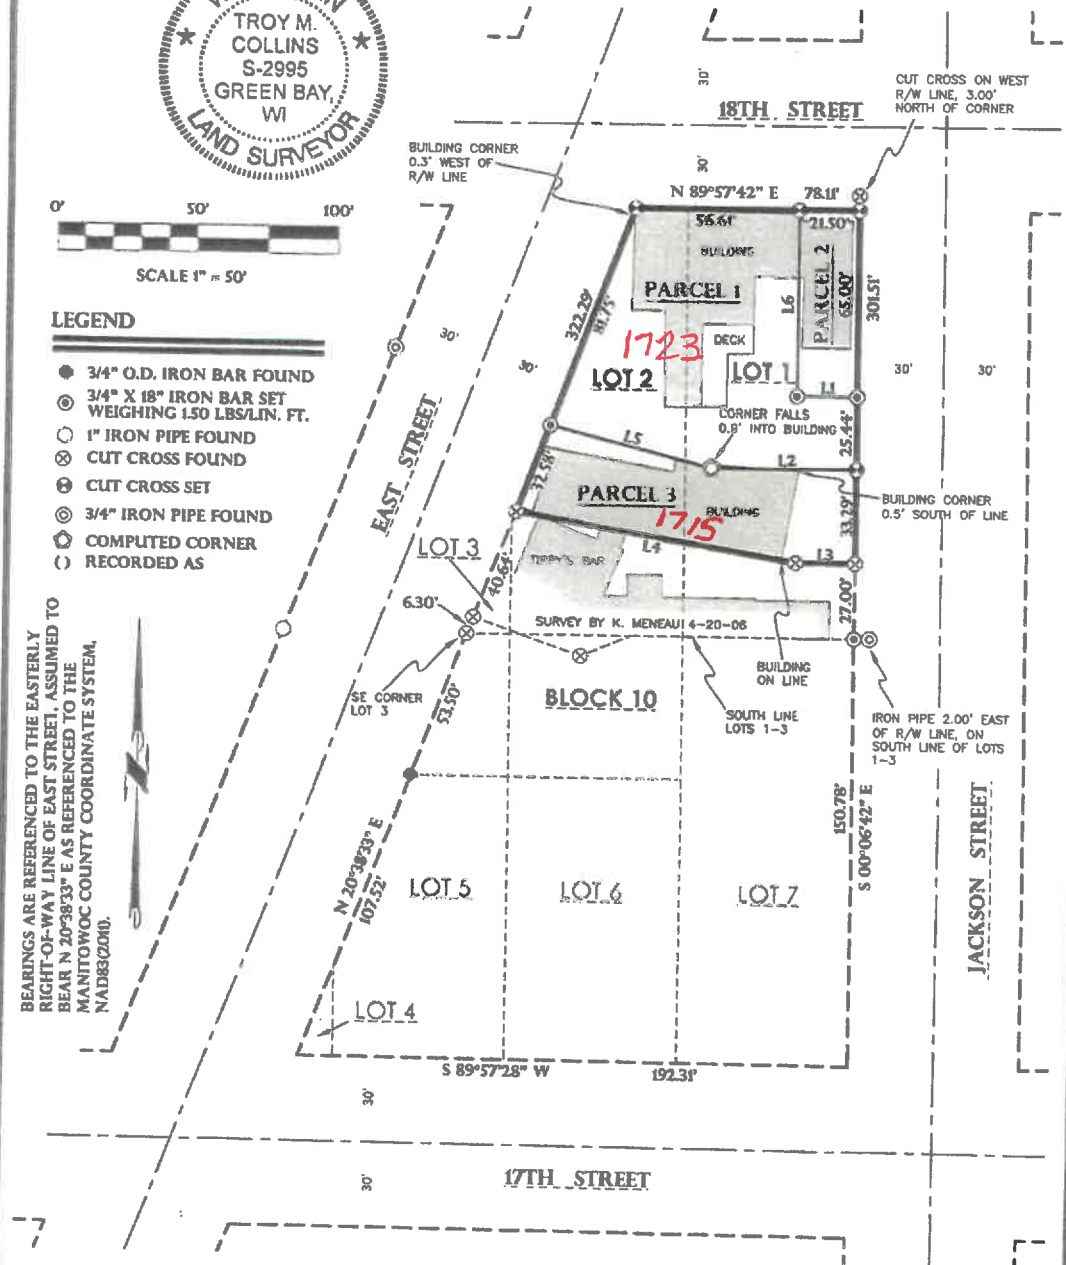 TROY M.
COLLINS
S-2995
GREEN BAY,
WI
LAND SURVEYOR
0' 50' 100'
SCALE 1" = 50'
LEGEND
3/4" O.D. IRON BAR FOUND
3/4" X 18" IRON BAR SET
WEIGHING 1.50 LBS/LIN. FT.
1" IRON PIPE FOUND
CUT CROSS FOUND
CUT CROSS SET
3/4" IRON PIPE FOUND
COMPUTED CORNER
() RECORDED AS
BEARINGS ARE REFERENCED TO THE EASTERLY
RIGHT-OF-WAY LINE OF EAST STREET, ASSUMED TO
BEAR N 20°38'33" E AS REFERENCED TO THE
MANITOWOC COUNTY COORDINATE SYSTEM,
NAD83(2011).
30'
18TH STREET
30'
CUT CROSS ON WEST
R/W LINE, 3.00'
NORTH OF CORNER
BUILDING CORNER
0.3' WEST OF
R/W LINE
N 89°57'42" E 78.11'
56.61'
21.50'
BUILDING
PARCEL 1
PARCEL 2
65.00'
301.51'
L6
322.29'
81.75'
1723
DECK
LOT 2
LOT 1
L1
30'
30'
30'
30'
EAST STREET
CORNER FALLS
0.8' INTO BUILDING
25.44'
L5
L2
32.58'
PARCEL 3
BUILDING
1715
BUILDING CORNER
0.5' SOUTH OF LINE
33.29'
L4
L3
TIPPY'S BAR
LOT 3
40.64'
6.30'
27.00'
SURVEY BY K. MENEAU 4-20-06
BUILDING
ON LINE
SE CORNER
LOT 3
53.50'
BLOCK 10
SOUTH LINE
LOTS 1-3
IRON PIPE 2.00' EAST
OF R/W LINE, ON
SOUTH LINE OF LOTS
1-3
150.78'
S 00°06'42" E
JACKSON STREET
N 20°38'33" E
107.52'
LOT 5
LOT 6
LOT 7
LOT 4
S 89°57'28" W 192.31'
30'
17TH STREET
30'